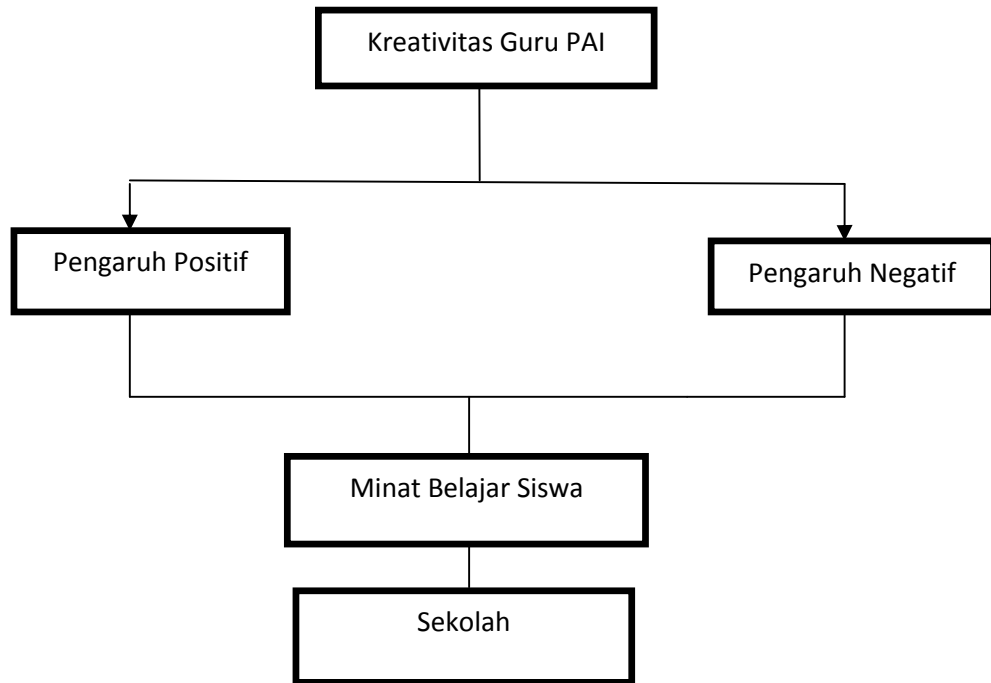 Kreativitas Guru PAI
Pengaruh Positif
Pengaruh Negatif
Minat Belajar Siswa
Sekolah